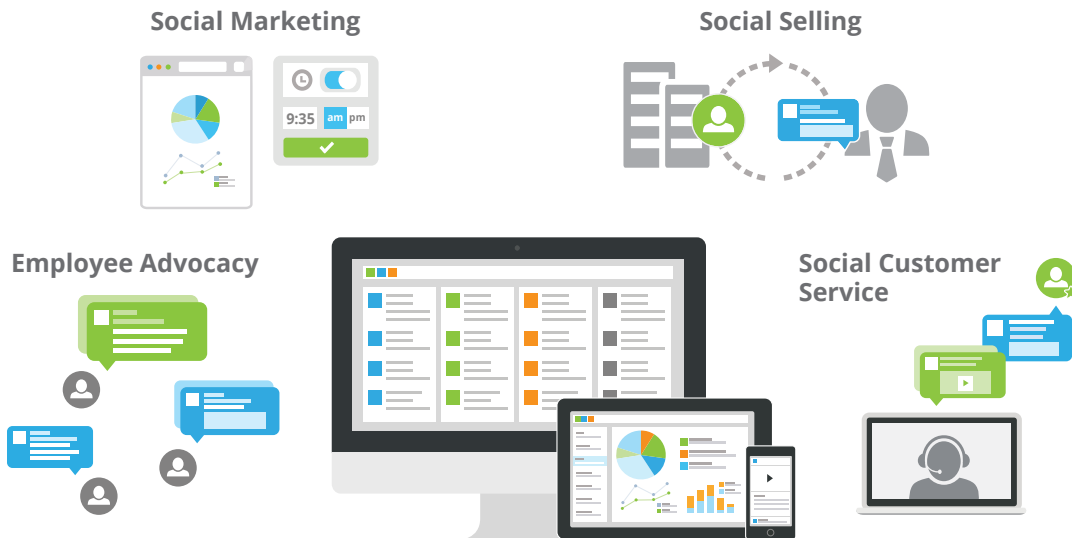 Social Marketing
Social Selling
9:35 am pm
Employee Advocacy
Social Customer
Service